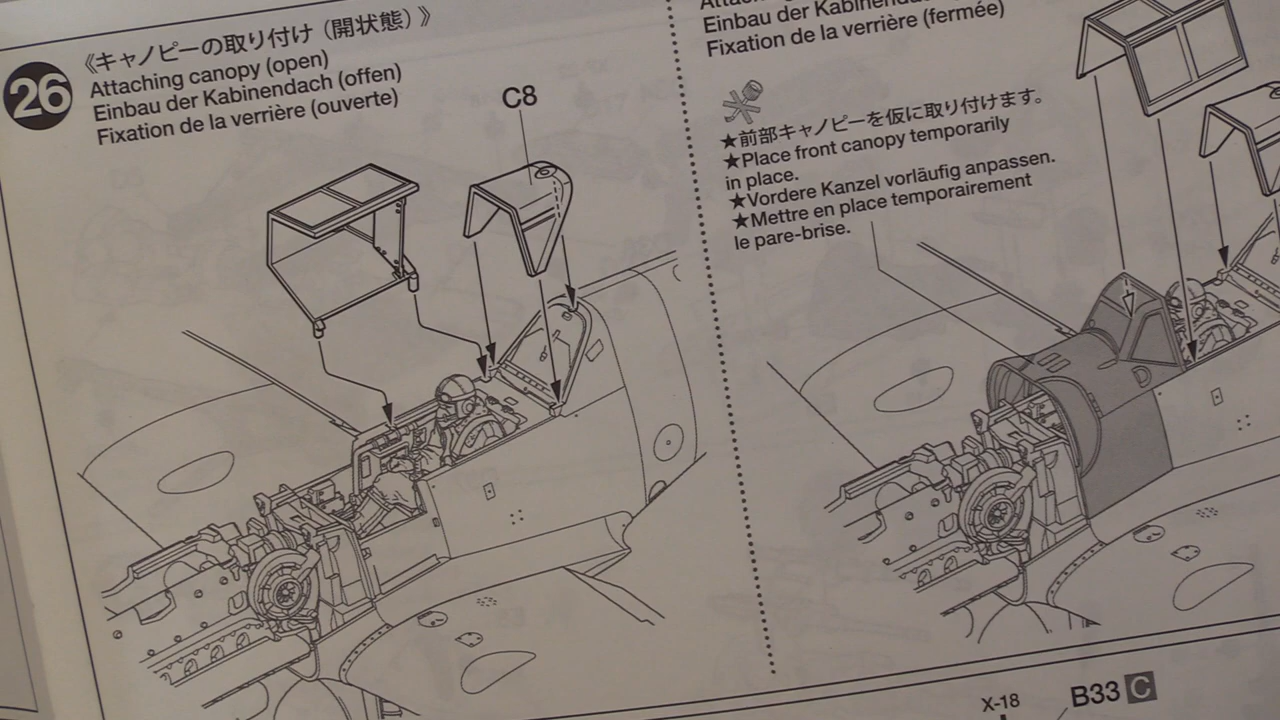 26
《キャノピーの取り付け（開状態）》
Attaching canopy (open)
Einbau der Kabinendach (offen)
Fixation de la verrière (ouverte)
C8
Einbau der
Fixation de la verrière (fermée)
★前部キャノピーを仮に取り付けます。
★Place front canopy temporarily
in place.
★Vordere Kanzel vorläufig anpassen.
★Mettre en place temporairement
le pare-brise.
X-18
B33 C